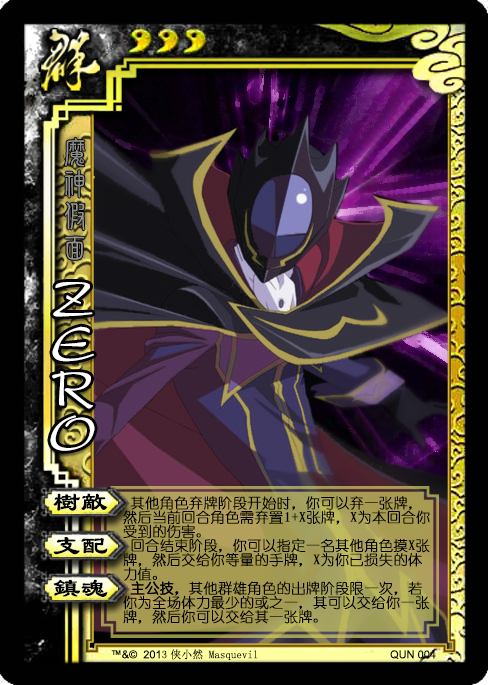 群
魔神假面
ZERO
樹敵
其他角色弃牌阶段开始时，你可以弃一张牌，
然后当前回合角色需弃置1+X张牌，X为本回合你
受到的伤害。
支配
回合结束阶段，你可以指定一名其他角色摸X张
牌，然后交给你等量的手牌，X为你已损失的体
力值。
鎮魂
主公技，其他群雄角色的出牌阶段限一次，若
你为全场体力最少的或之一，其可以交给你一张
牌，然后你可以交给其一张牌。
™&© 2013 侠小然 Masquevil
QUN 004